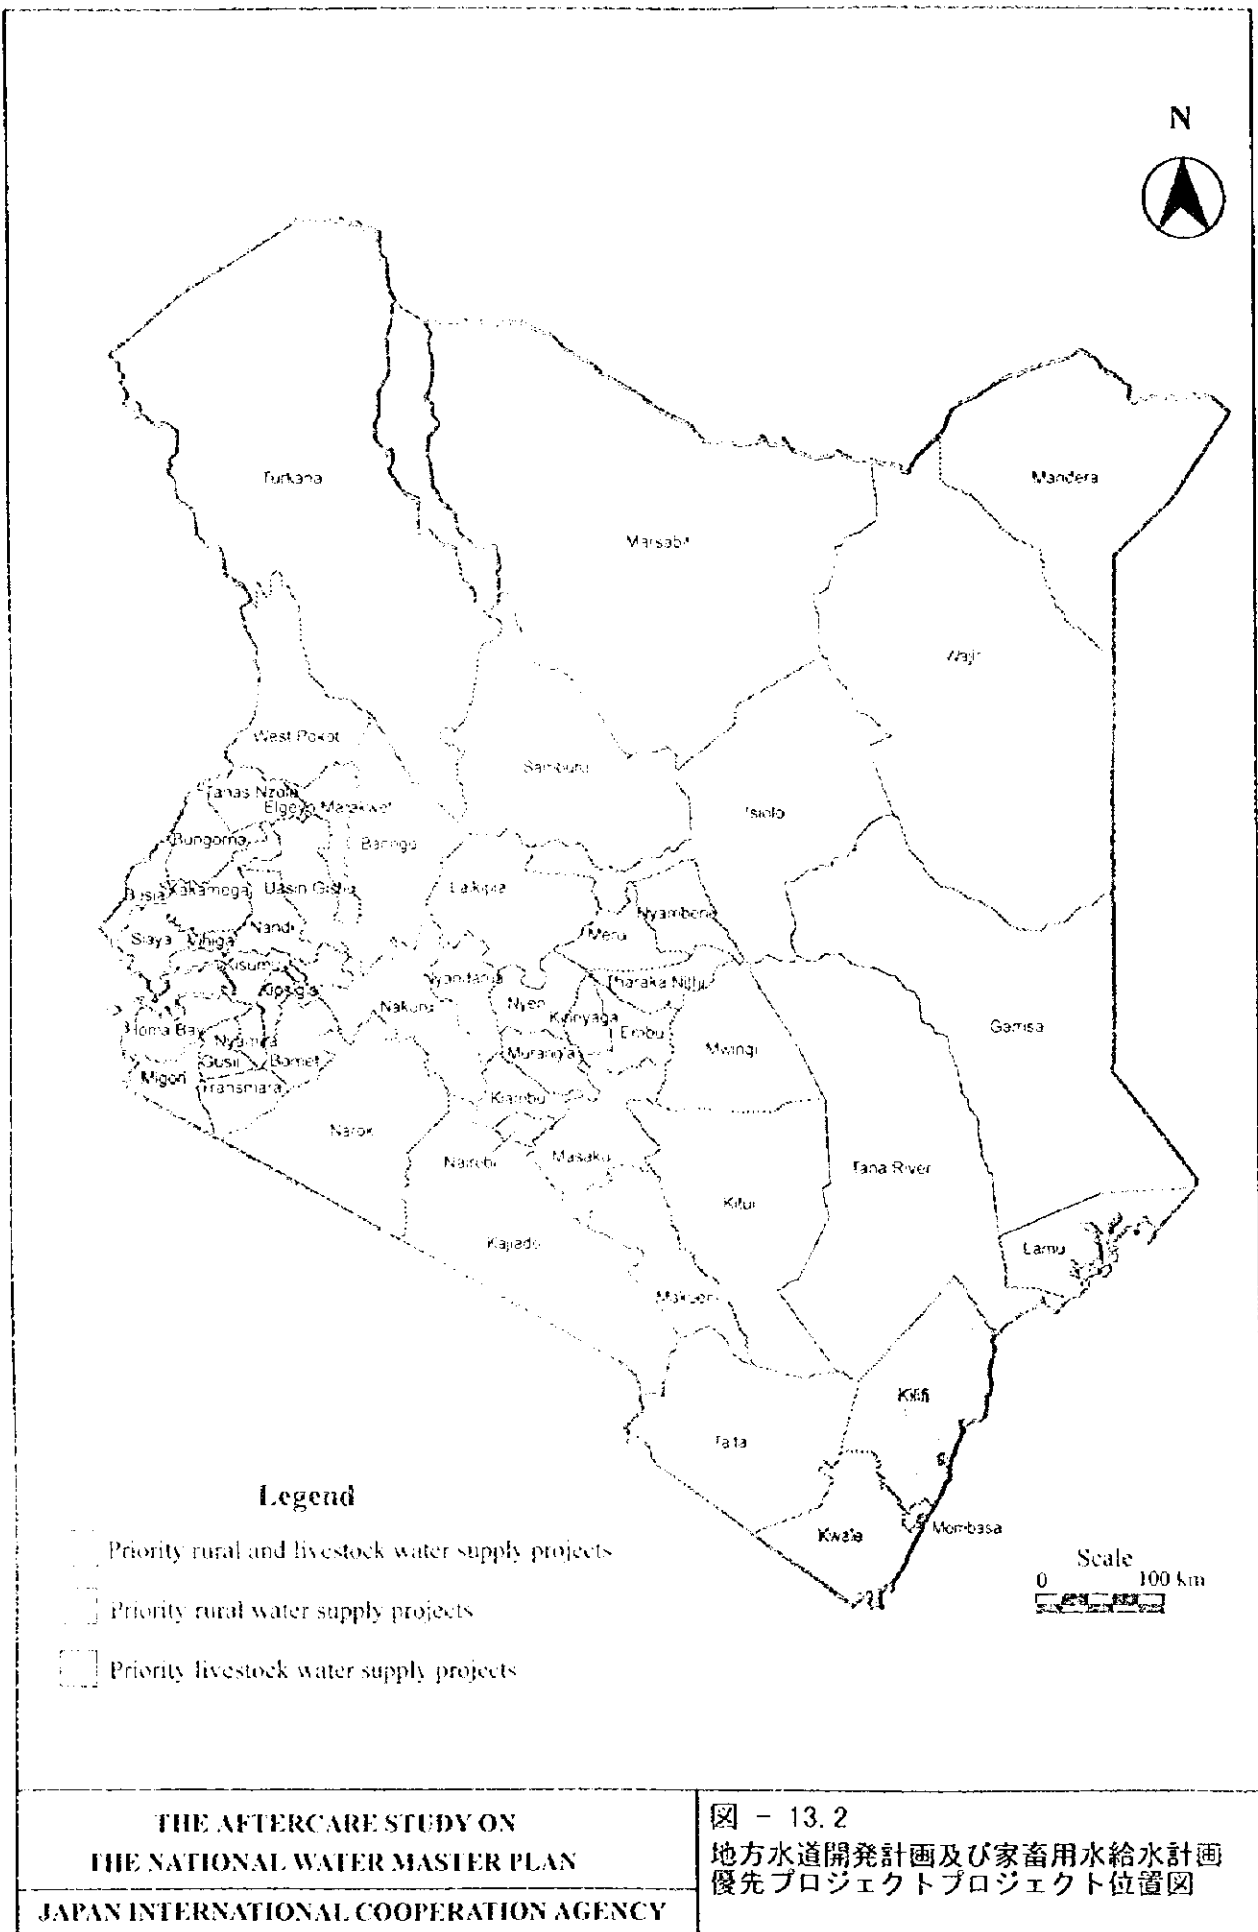 N
Turkana
Mandera
Marsabit
Wajir
West Pokot
Samburu
Trans Nzoia
Elgeyo Marakwet
Isiolo
Bungoma
Baringo
Busia
Kakamega
Uasin Gishu
Laikipia
Nyambene
Siaya
Vihiga
Nandi
Meru
Kisumu
Kipsigis
Nyandarua
Tharaka Nithi
Nakuru
Nyeri
Kirinyaga
Garissa
Homa Bay
Nyamira
Embu
Mwingi
Murang'a
Gusii
Bomet
Migori
Transmara
Kiambu
Narok
Nairobi
Masaku
Tana River
Kitui
Kajiado
Lamu
Makueni
Kilifi
Taita
Kwale
Mombasa
Legend
Priority rural and livestock water supply projects
Priority rural water supply projects
Priority livestock water supply projects
Scale
0 100 km
THE AFTERCARE STUDY ON
THE NATIONAL WATER MASTER PLAN
JAPAN INTERNATIONAL COOPERATION AGENCY
図 - 13.2
地方水道開発計画及び家畜用水給水計画
優先プロジェクトプロジェクト位置図